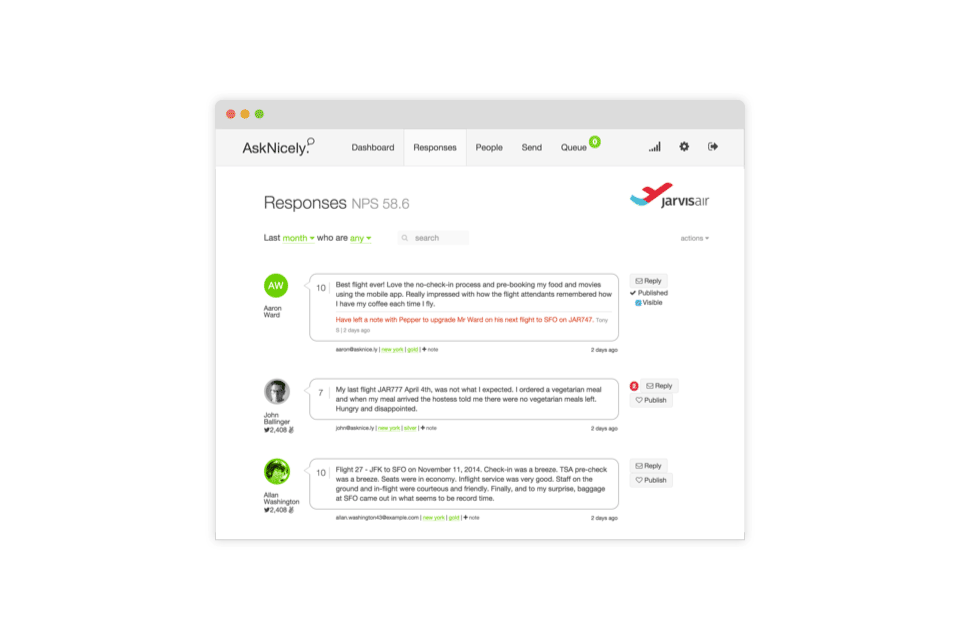 AskNicely
Dashboard Responses People Send Queue 0
Responses NPS 58.6
jarvisair
Last month who are any search actions
AW
Aaron
Ward
10
Best flight ever! Love the no-check-in process and pre-booking my food and movies
using the mobile app. Really impressed with how the flight attendants remembered how
I have my coffee each time I fly.
Have left a note with Pepper to upgrade Mr Ward on his next flight to SFO on JAR747. Tony
S | 2 days ago
aaron@asknice.ly | new york | gold | + note 2 days ago
Reply
Published
Visible
John
Ballinger
2,408
7
My last flight JAR777 April 4th, was not what I expected. I ordered a vegetarian meal
and when my meal arrived the hostess told me there were no vegetarian meals left.
Hungry and disappointed.
john@asknice.ly | new york | silver | + note 2 days ago
Reply
Publish
Allan
Washington
2,408
10
Flight 27 - JFK to SFO on November 11, 2014. Check-in was a breeze. TSA pre-check
was a breeze. Seats were in economy. Inflight service was very good. Staff on the
ground and in-flight were courteous and friendly. Finally, and to my surprise, baggage
at SFO came out in what seems to be record time.
allan.washington43@example.com | new york | gold | + note 2 days ago
Reply
Publish